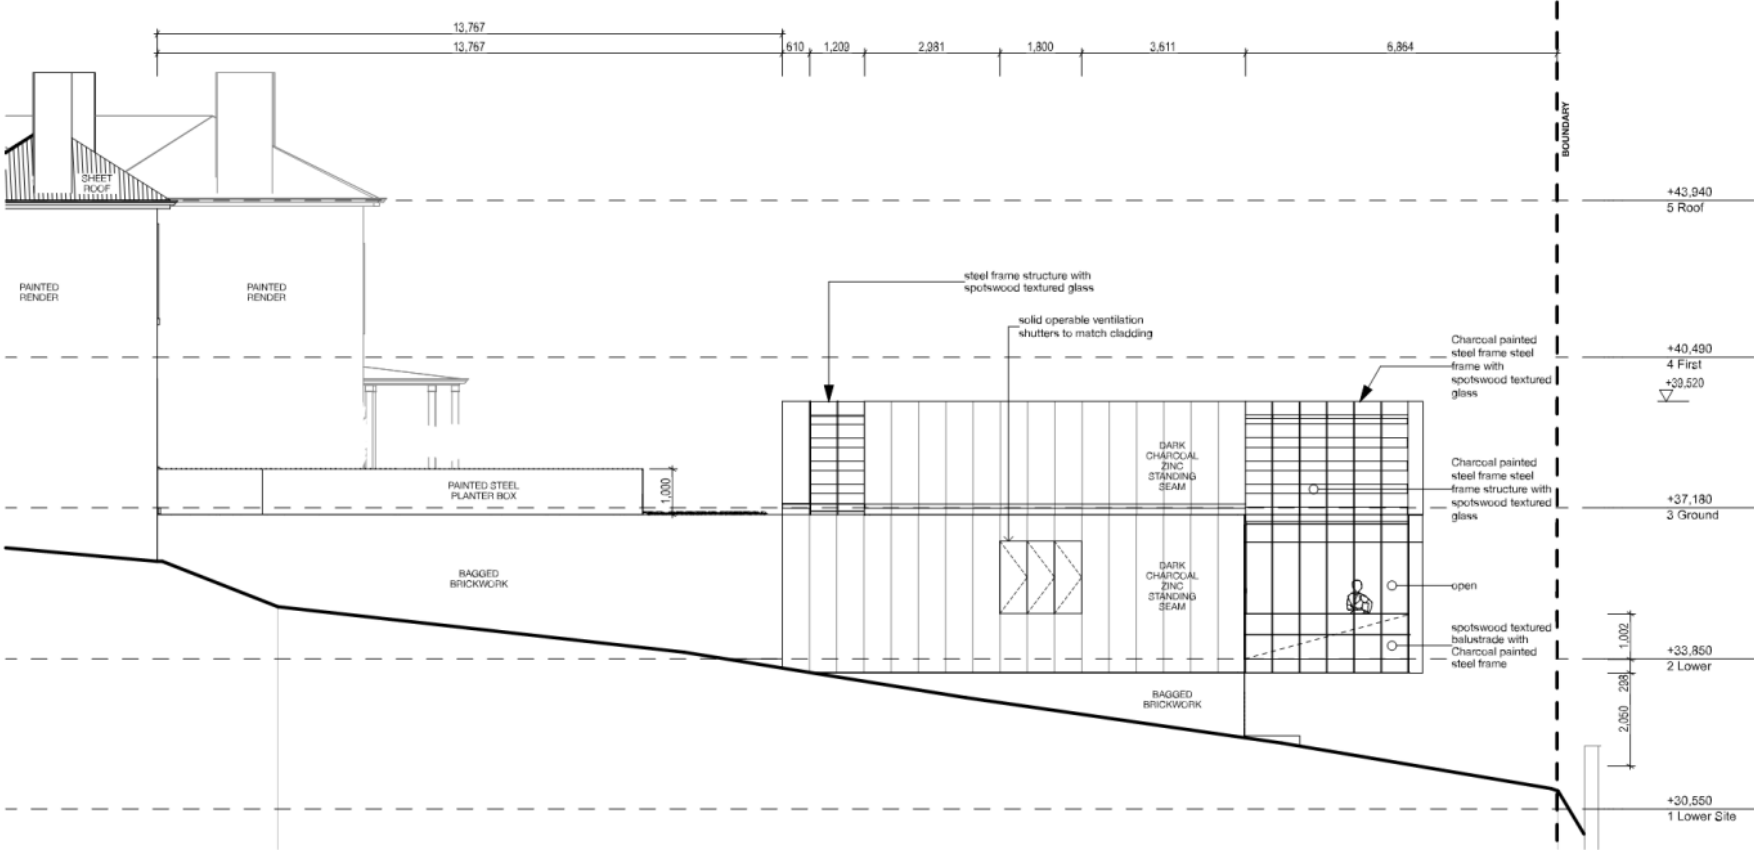 13,767
13,767
610
1,209
2,981
1,800
3,611
6,864
BOUNDARY
SHEET
ROOF
+43,940
5 Roof
PAINTED
RENDER
PAINTED
RENDER
steel frame structure with
spotswood textured glass
solid operable ventilation
shutters to match cladding
Charcoal painted
steel frame steel
frame with
spotswood textured
glass
+40,490
4 First
+39,520
DARK
CHARCOAL
ZINC
STANDING
SEAM
PAINTED STEEL
PLANTER BOX
1,000
Charcoal painted
steel frame steel
frame structure with
spotswood textured
glass
+37,180
3 Ground
BAGGED
BRICKWORK
DARK
CHARCOAL
ZINC
STANDING
SEAM
open
spotswood textured
balustrade with
Charcoal painted
steel frame
1,002
+33,850
2 Lower
298
2,050
BAGGED
BRICKWORK
+30,550
1 Lower Site